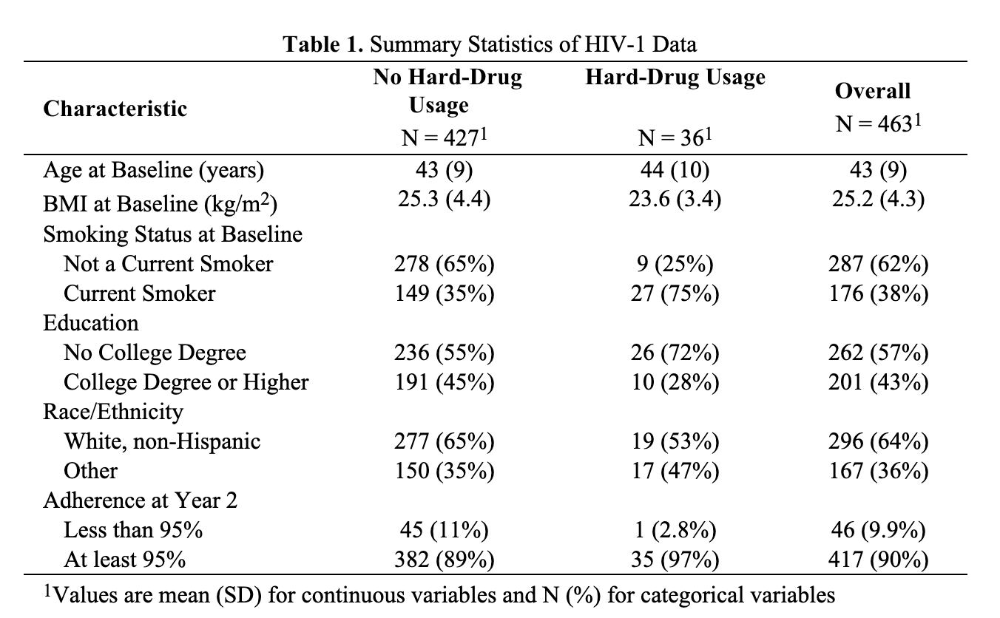 Table 1. Summary Statistics of HIV-1 Data
Characteristic No Hard-Drug Usage N = 427¹ Hard-Drug Usage N = 36¹ Overall N = 463¹
Age at Baseline (years) 43 (9) 44 (10) 43 (9)
BMI at Baseline (kg/m²) 25.3 (4.4) 23.6 (3.4) 25.2 (4.3)
Smoking Status at Baseline
Not a Current Smoker 278 (65%) 9 (25%) 287 (62%)
Current Smoker 149 (35%) 27 (75%) 176 (38%)
Education
No College Degree 236 (55%) 26 (72%) 262 (57%)
College Degree or Higher 191 (45%) 10 (28%) 201 (43%)
Race/Ethnicity
White, non-Hispanic 277 (65%) 19 (53%) 296 (64%)
Other 150 (35%) 17 (47%) 167 (36%)
Adherence at Year 2
Less than 95% 45 (11%) 1 (2.8%) 46 (9.9%)
At least 95% 382 (89%) 35 (97%) 417 (90%)
¹Values are mean (SD) for continuous variables and N (%) for categorical variables